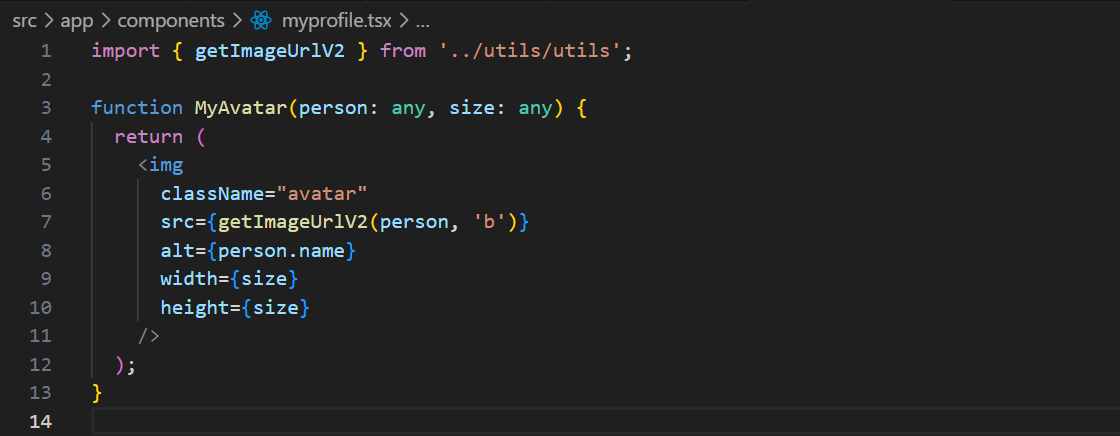 src > app > components > myprofile.tsx > ...
1 import { getImageUrlV2 } from '../utils/utils';
2
3 function MyAvatar(person: any, size: any) {
4 return (
5 <img
6 className="avatar"
7 src={getImageUrlV2(person, 'b')}
8 alt={person.name}
9 width={size}
10 height={size}
11 />
12 );
13 }
14